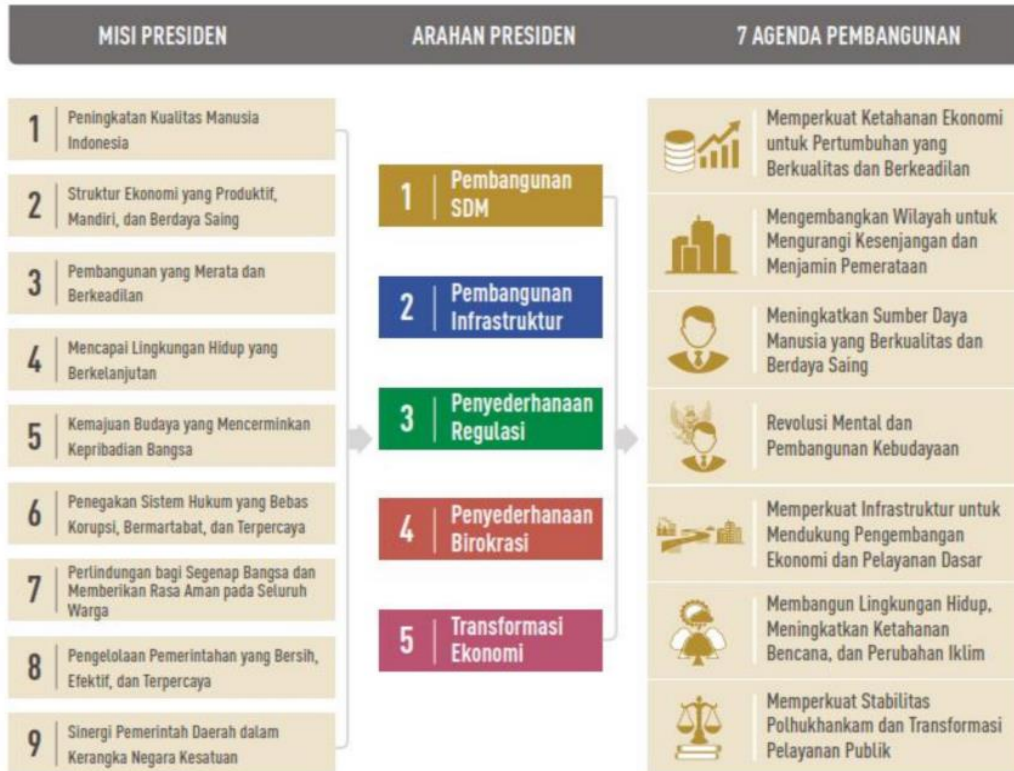 MISI PRESIDEN
ARAHAN PRESIDEN
7 AGENDA PEMBANGUNAN
1
Peningkatan Kualitas Manusia
Indonesia
2
Struktur Ekonomi yang Produktif,
Mandiri, dan Berdaya Saing
3
Pembangunan yang Merata dan
Berkeadilan
4
Mencapai Lingkungan Hidup yang
Berkelanjutan
5
Kemajuan Budaya yang Mencerminkan
Kepribadian Bangsa
6
Penegakan Sistem Hukum yang Bebas
Korupsi, Bermartabat, dan Terpercaya
7
Perlindungan bagi Segenap Bangsa dan
Memberikan Rasa Aman pada Seluruh
Warga
8
Pengelolaan Pemerintahan yang Bersih,
Efektif, dan Terpercaya
9
Sinergi Pemerintah Daerah dalam
Kerangka Negara Kesatuan
1
Pembangunan
SDM
2
Pembangunan
Infrastruktur
3
Penyederhanaan
Regulasi
4
Penyederhanaan
Birokrasi
5
Transformasi
Ekonomi
Memperkuat Ketahanan Ekonomi
untuk Pertumbuhan yang
Berkualitas dan Berkeadilan
Mengembangkan Wilayah untuk
Mengurangi Kesenjangan dan
Menjamin Pemerataan
Meningkatkan Sumber Daya
Manusia yang Berkualitas dan
Berdaya Saing
Revolusi Mental dan
Pembangunan Kebudayaan
Memperkuat Infrastruktur untuk
Mendukung Pengembangan
Ekonomi dan Pelayanan Dasar
Membangun Lingkungan Hidup,
Meningkatkan Ketahanan
Bencana, dan Perubahan Iklim
Memperkuat Stabilitas
Polhukhankam dan Transformasi
Pelayanan Publik